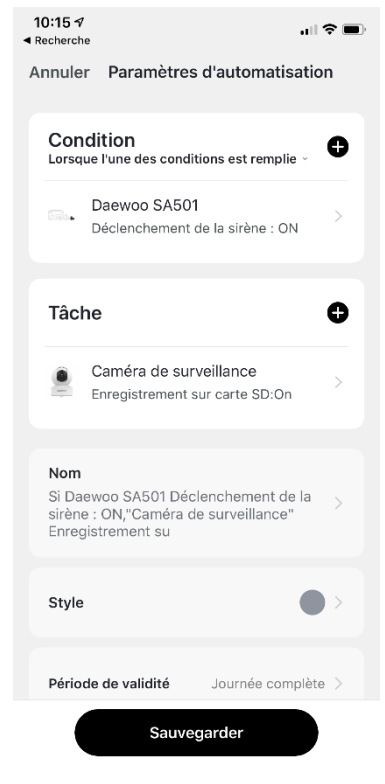 10:15
Recherche
Annuler Paramètres d'automatisation
Condition
Lorsque l'une des conditions est remplie
Daewoo SA501
Déclenchement de la sirène : ON
Tâche
Caméra de surveillance
Enregistrement sur carte SD:On
Nom
Si Daewoo SA501 Déclenchement de la
sirène : ON,"Caméra de surveillance"
Enregistrement su
Style
Période de validité Journée complète
Sauvegarder